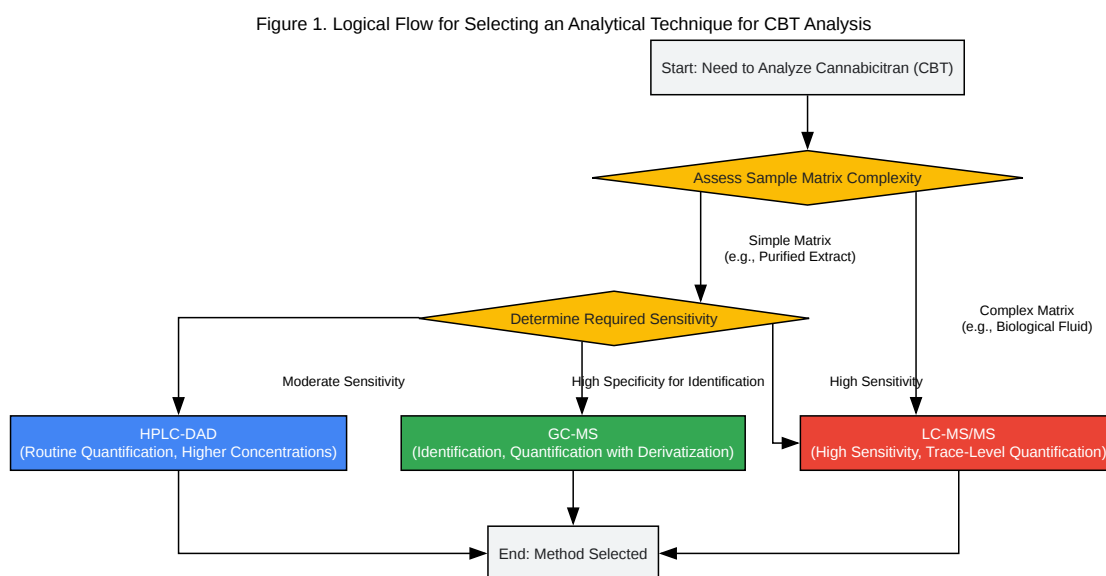 Figure 1. Logical Flow for Selecting an Analytical Technique for CBT Analysis
Start: Need to Analyze Cannabicitran (CBT)
Assess Sample Matrix Complexity
Simple Matrix
(e.g., Purified Extract)
Complex Matrix
(e.g., Biological Fluid)
Determine Required Sensitivity
Moderate Sensitivity
High Specificity for Identification
High Sensitivity
HPLC-DAD
(Routine Quantification, Higher Concentrations)
GC-MS
(Identification, Quantification with Derivatization)
LC-MS/MS
(High Sensitivity, Trace-Level Quantification)
End: Method Selected